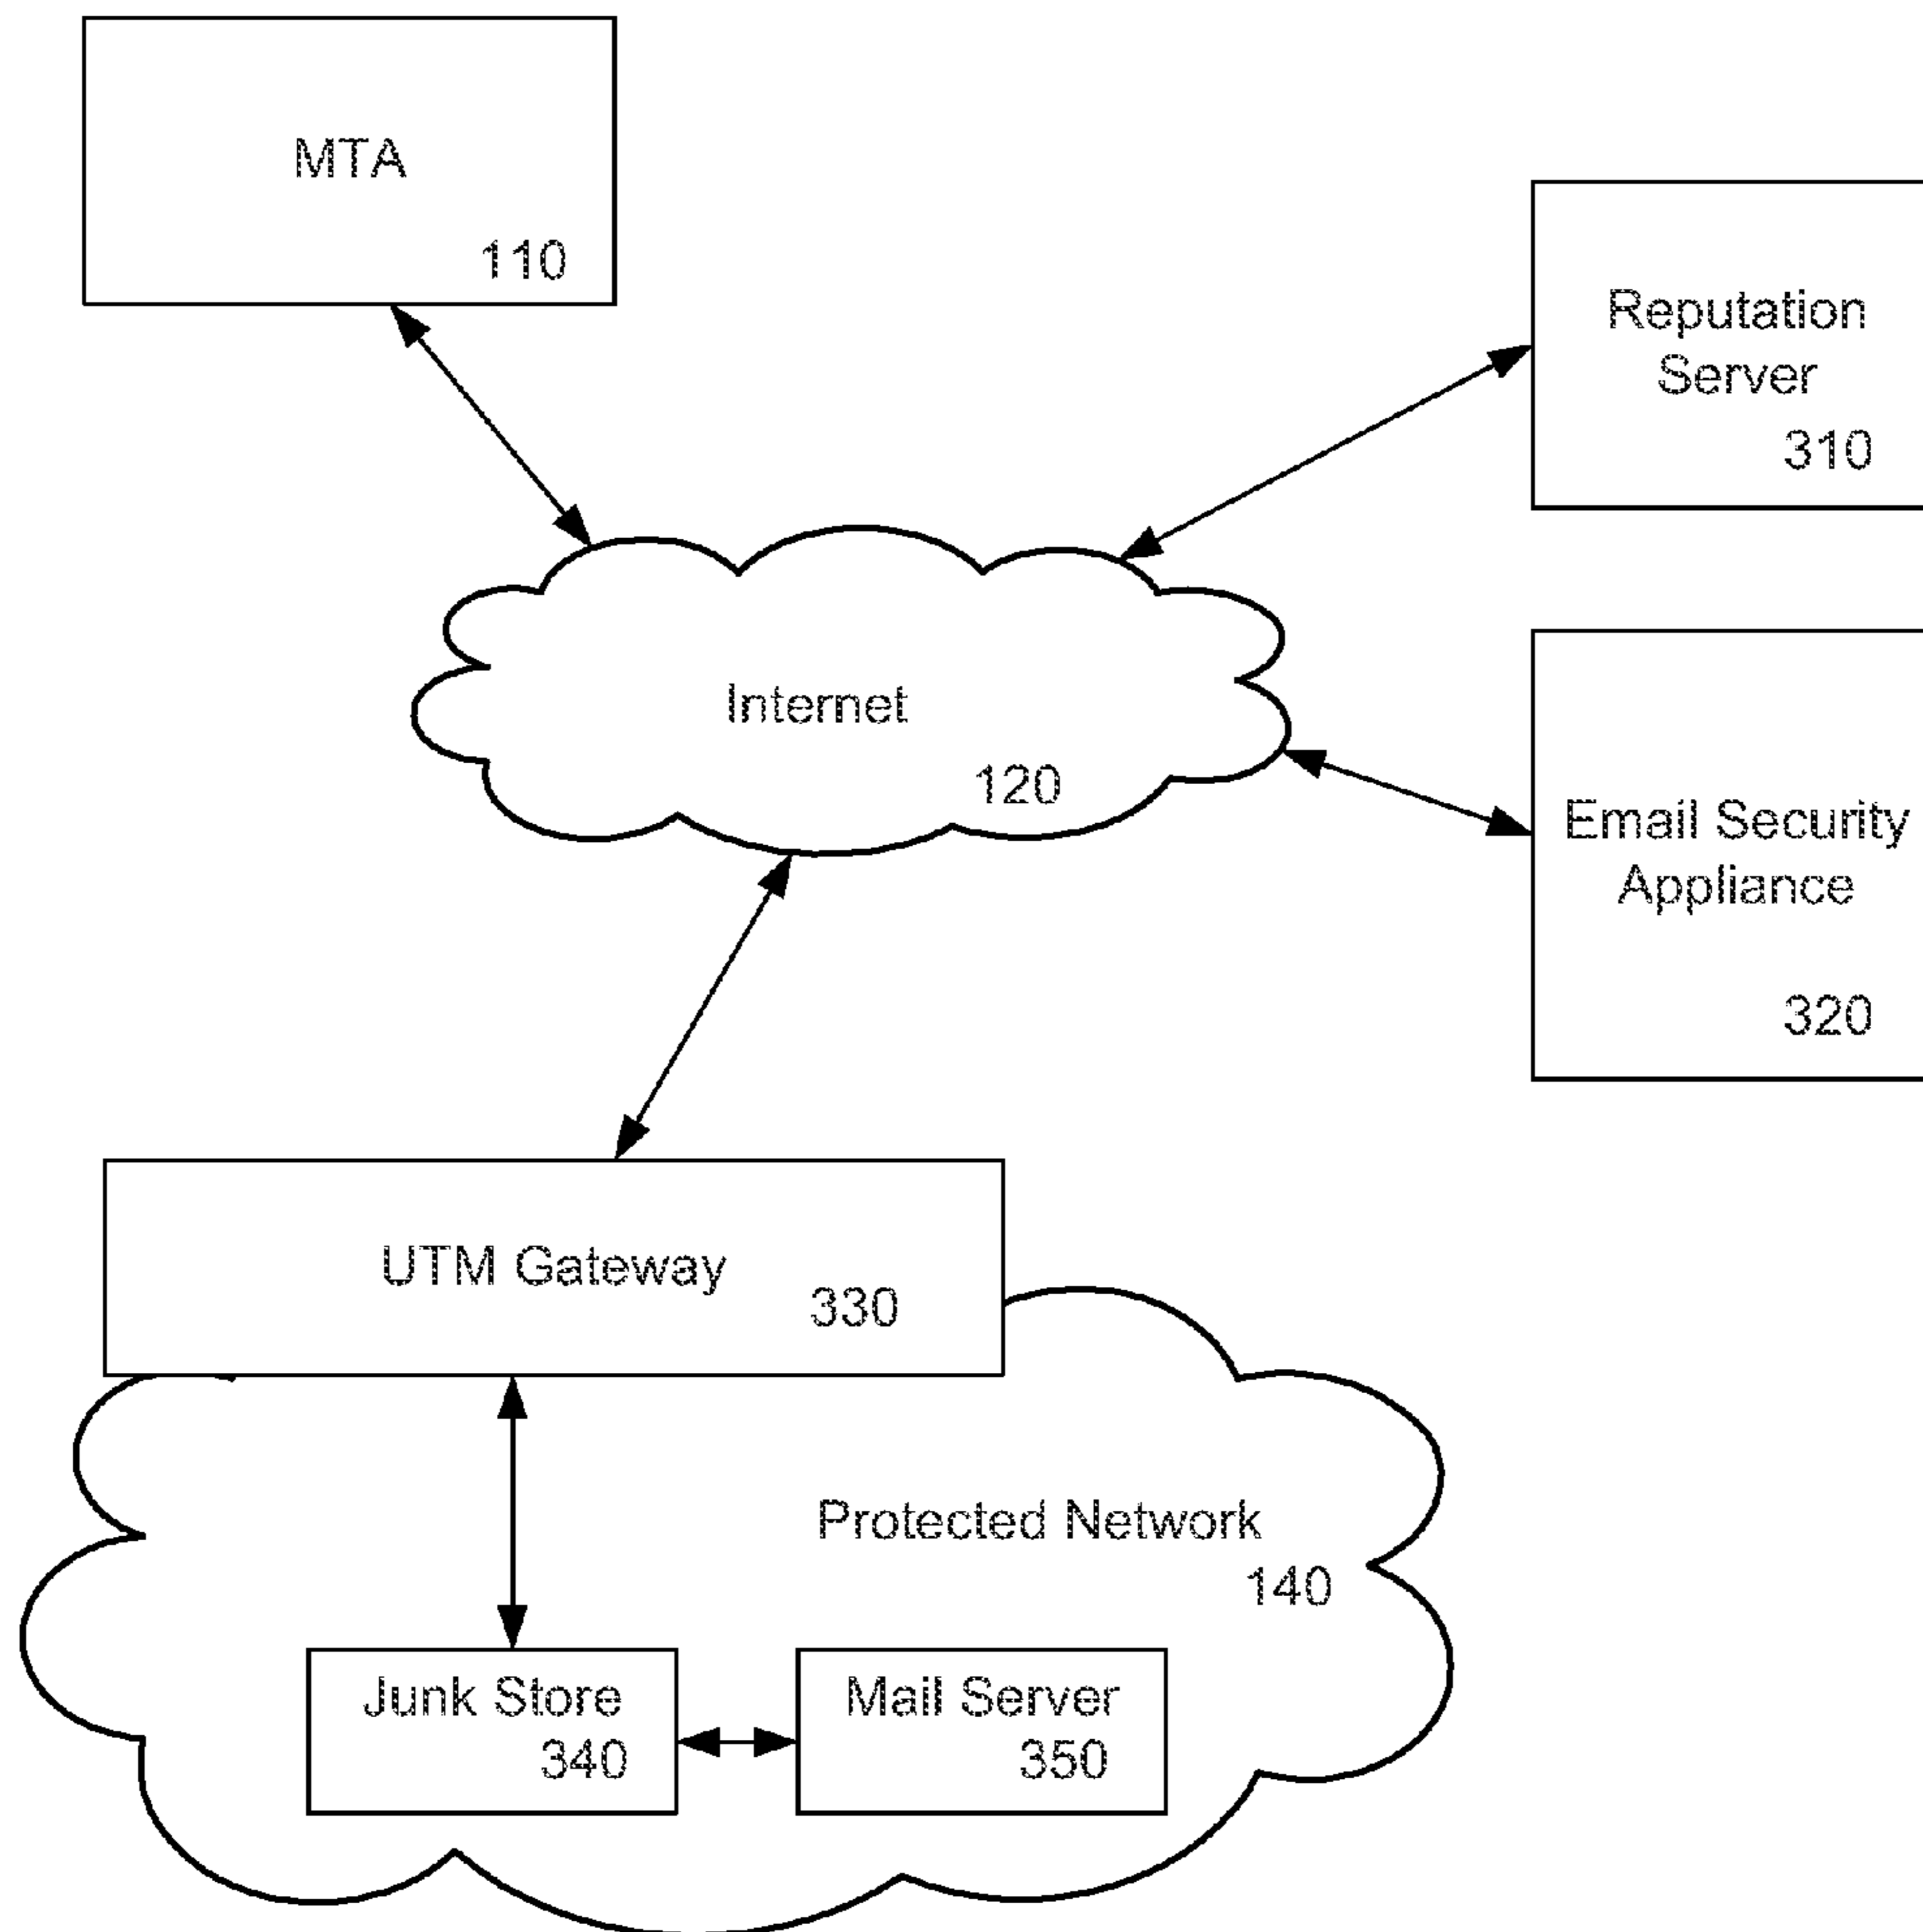 MTA
110
Reputation
Server
310
Internet
120
Email Security
Appliance
320
UTM Gateway
330
Protected Network
140
Junk Store
340
Mail Server
350